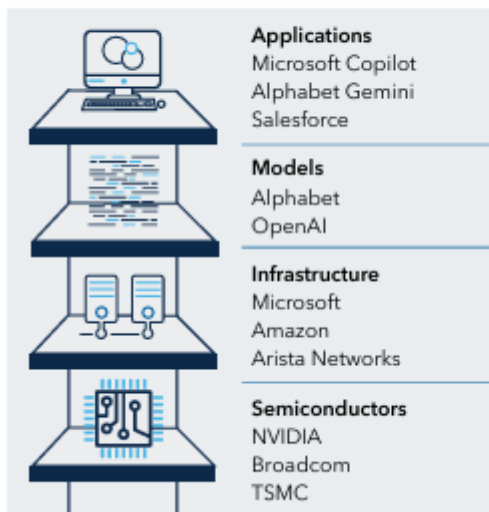 Applications
Microsoft Copilot
Alphabet Gemini
Salesforce
Models
Alphabet
OpenAI
Infrastructure
Microsoft
Amazon
Arista Networks
Semiconductors
NVIDIA
Broadcom
TSMC